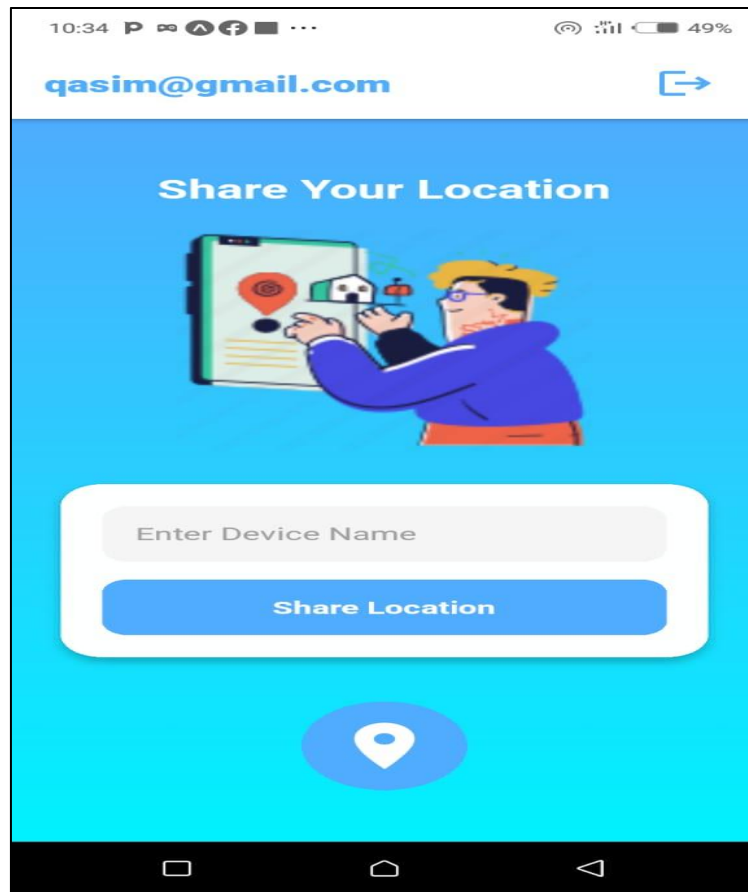 10:34 P ... 49%
qasim@gmail.com
Share Your Location
Enter Device Name
Share Location